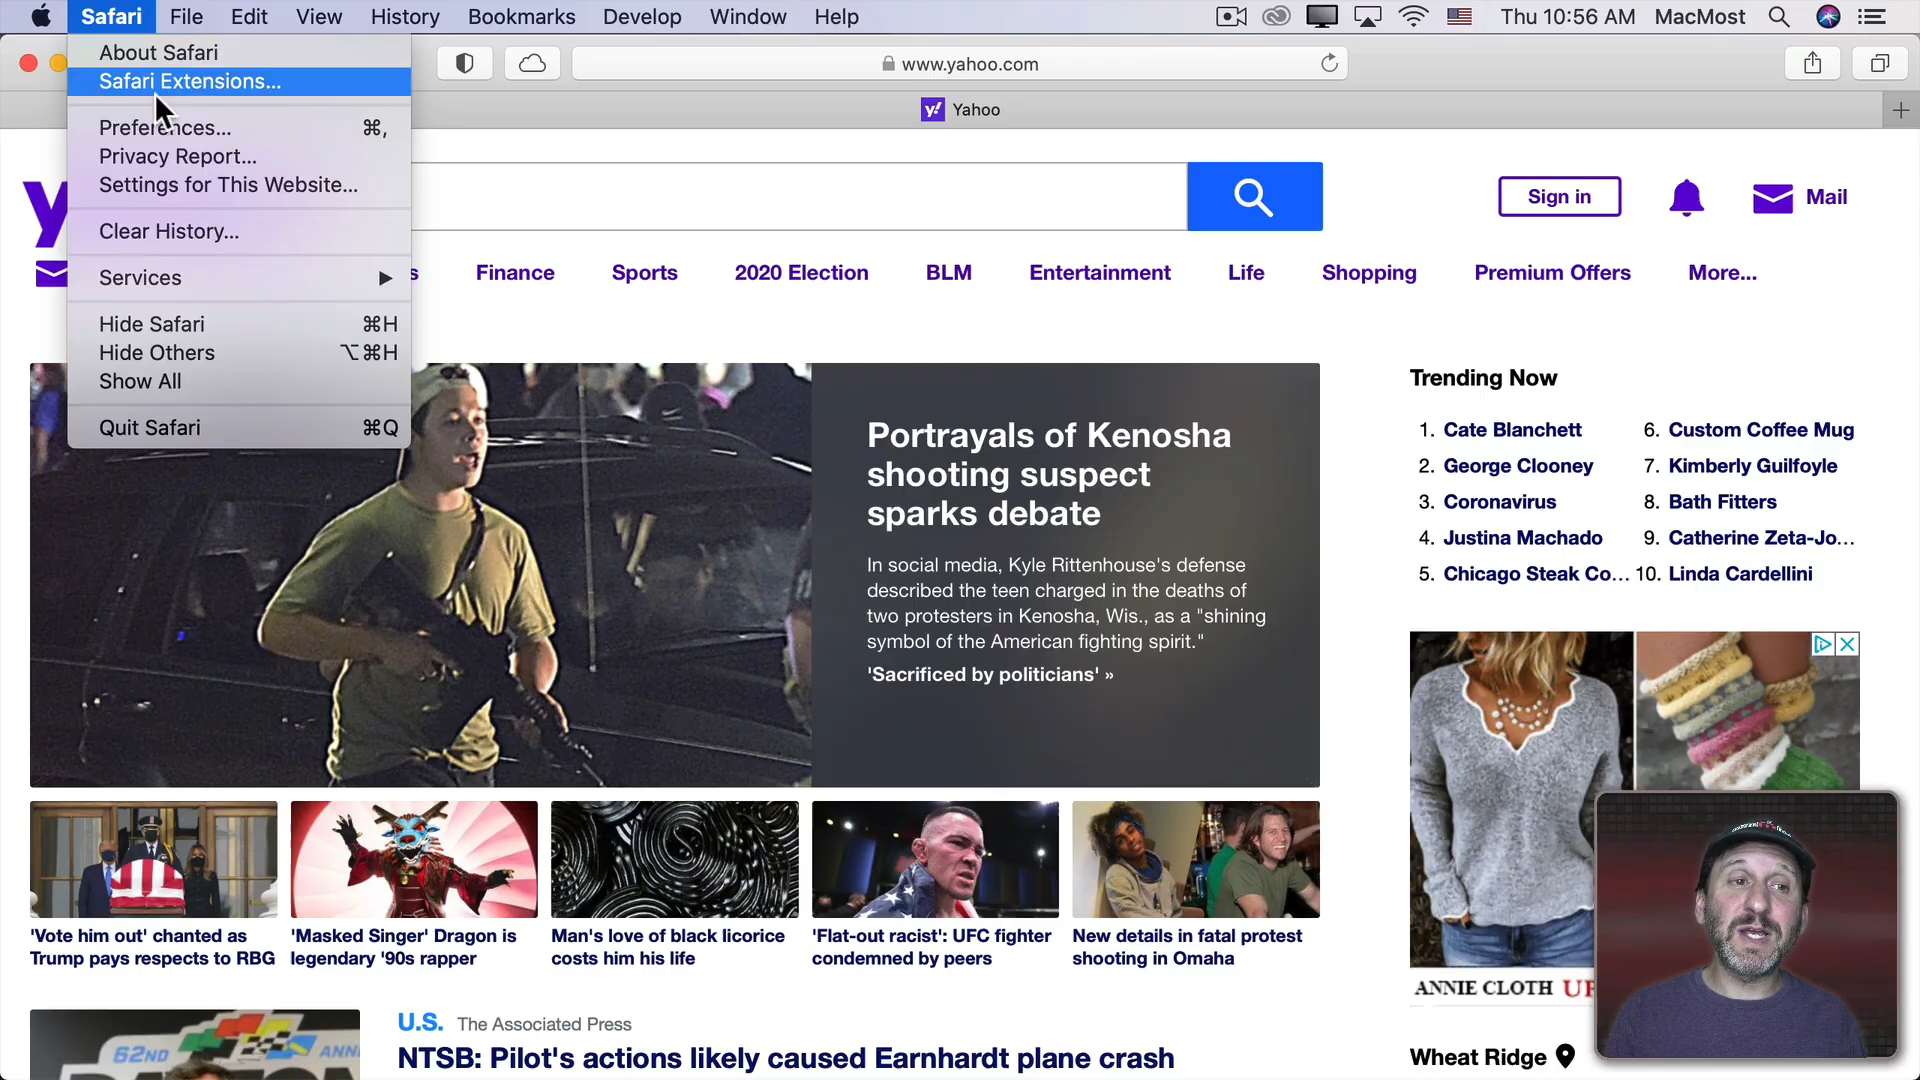 Safari File Edit View History Bookmarks Develop Window Help Thu 10:56 AM MacMost
About Safari
Safari Extensions...
Preferences... ⌘,
Privacy Report...
Settings for This Website...
Clear History...
Services ▶
Hide Safari ⌘H
Hide Others ⌥⌘H
Show All
Quit Safari ⌘Q
www.yahoo.com
y! Yahoo
y
Sign in
Mail
s Finance Sports 2020 Election BLM Entertainment Life Shopping Premium Offers More...
Portrayals of Kenosha
shooting suspect
sparks debate
In social media, Kyle Rittenhouse's defense
described the teen charged in the deaths of
two protesters in Kenosha, Wis., as a "shining
symbol of the American fighting spirit."
'Sacrificed by politicians' »
Trending Now
1. Cate Blanchett
2. George Clooney
3. Coronavirus
4. Justina Machado
5. Chicago Steak Co...
6. Custom Coffee Mug
7. Kimberly Guilfoyle
8. Bath Fitters
9. Catherine Zeta-Jo...
10. Linda Cardellini
ANNIE CLOTH UP
'Vote him out' chanted as
Trump pays respects to RBG
'Masked Singer' Dragon is
legendary '90s rapper
Man's love of black licorice
costs him his life
'Flat-out racist': UFC fighter
condemned by peers
New details in fatal protest
shooting in Omaha
62ND ANN
U.S. The Associated Press
NTSB: Pilot's actions likely caused Earnhardt plane crash
Wheat Ridge